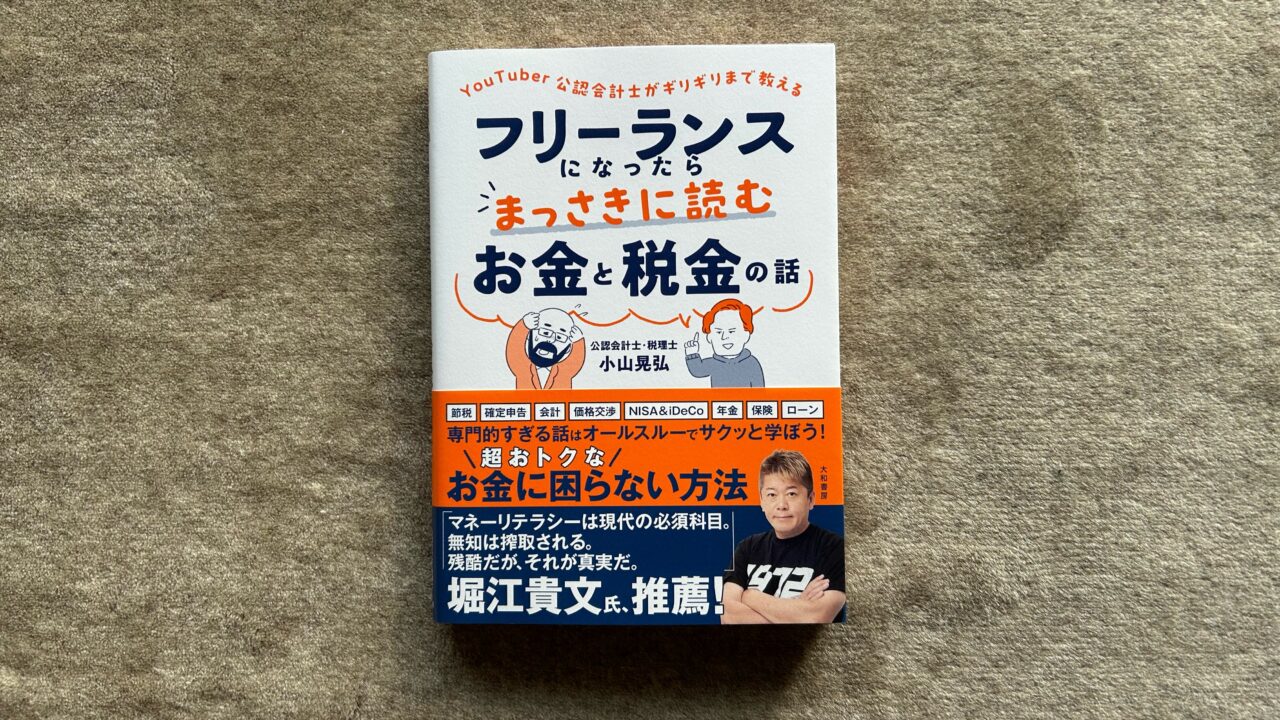 YouTuber 公認会計士がギリギリまで教える
フリーランス
になったら
まっさきに読む
お金と税金の話
公認会計士・税理士
小山晃弘
節税 確定申告 会計 価格交渉 NISA&iDeCo 年金 保険 ローン
専門的すぎる話はオールスルーでサクッと学ぼう！
超おトクな
お金に困らない方法
大和書房
「マネーリテラシーは現代の必須科目。
無知は搾取される。
残酷だが、それが真実だ。」
堀江貴文氏、推薦！
1972